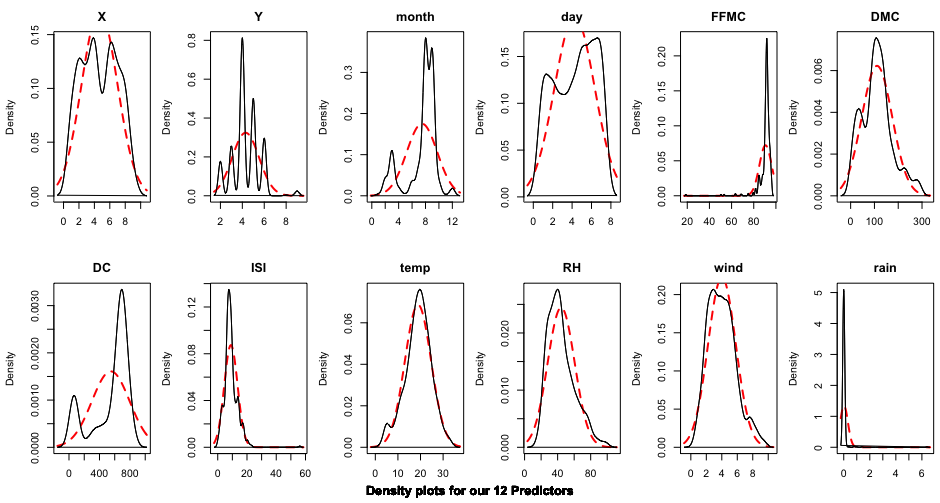 X
Y
month
day
FFMC
DMC
Density
0.00
0.05
0.10
0.15
0 2 4 6 8
Density
0.0
0.2
0.4
0.6
0.8
2 4 6 8
Density
0.0
0.1
0.2
0.3
0 4 8 12
Density
0.00
0.05
0.10
0.15
0 2 4 6 8
Density
0.00
0.05
0.10
0.15
0.20
20 40 60 80
Density
0.000
0.002
0.004
0.006
0 100 300
DC
ISI
temp
RH
wind
rain
Density
0.0000
0.0010
0.0020
0.0030
0 400 800
Density
0.00
0.04
0.08
0.12
0 10 20 30 40 50 60
Density
0.00
0.02
0.04
0.06
0 10 20 30
Density
0.000
0.010
0.020
0 40 80
Density
0.00
0.05
0.10
0.15
0.20
0 2 4 6 8
Density
0
1
2
3
4
5
0 2 4 6
Density plots for our 12 Predictors